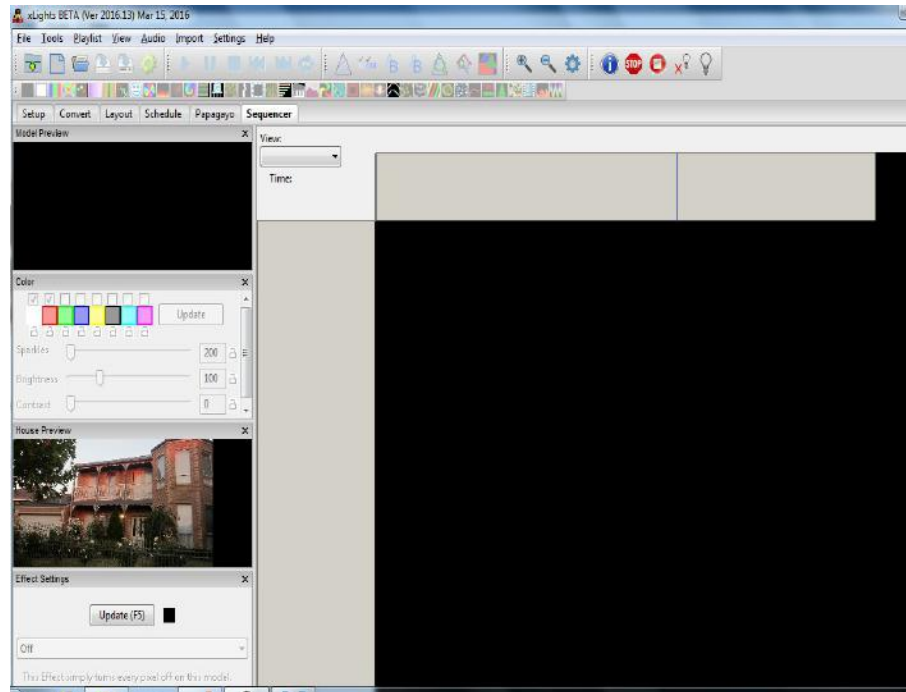 xLights BETA (Ver 2016.13) Mar 15, 2016
File Tools Playlist View Audio Import Settings Help
STOP
Setup Convert Layout Schedule Papagayo Sequencer
Model Preview X
View:
Time:
Color X
Update
Sparkles 200
Brightness 100
Contrast 0
House Preview X
Effect Settings X
Update (F5)
Off
This Effect simply turns every pixel off on this model.